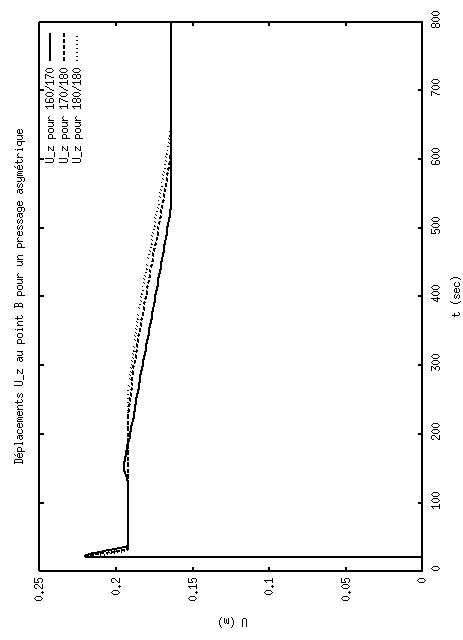 Déplacements U_z au point B pour un pressage asymétrique
U_z pour 160/170
U_z pour 170/180
U_z pour 180/180
0.25
0.2
0.15
0.1
0.05
0
U (m)
0
100
200
300
400
500
600
700
800
t (sec)